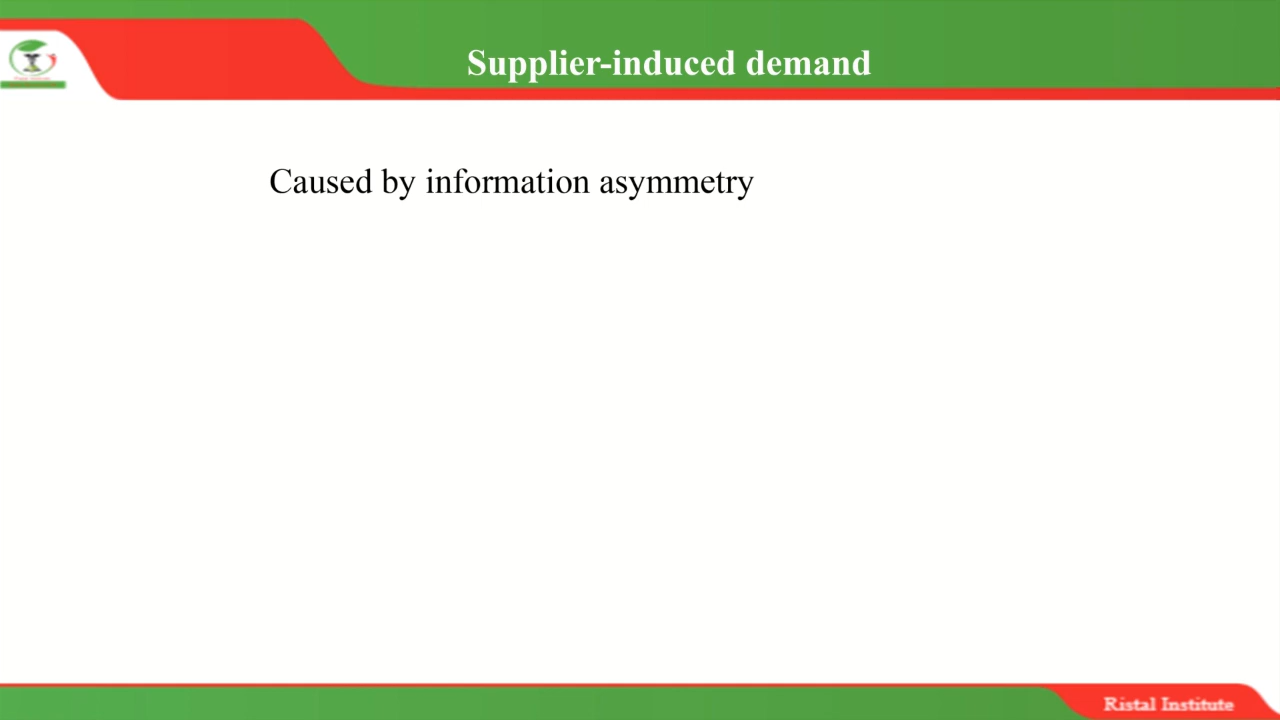 Supplier-induced demand
Caused by information asymmetry
Ristal Institute